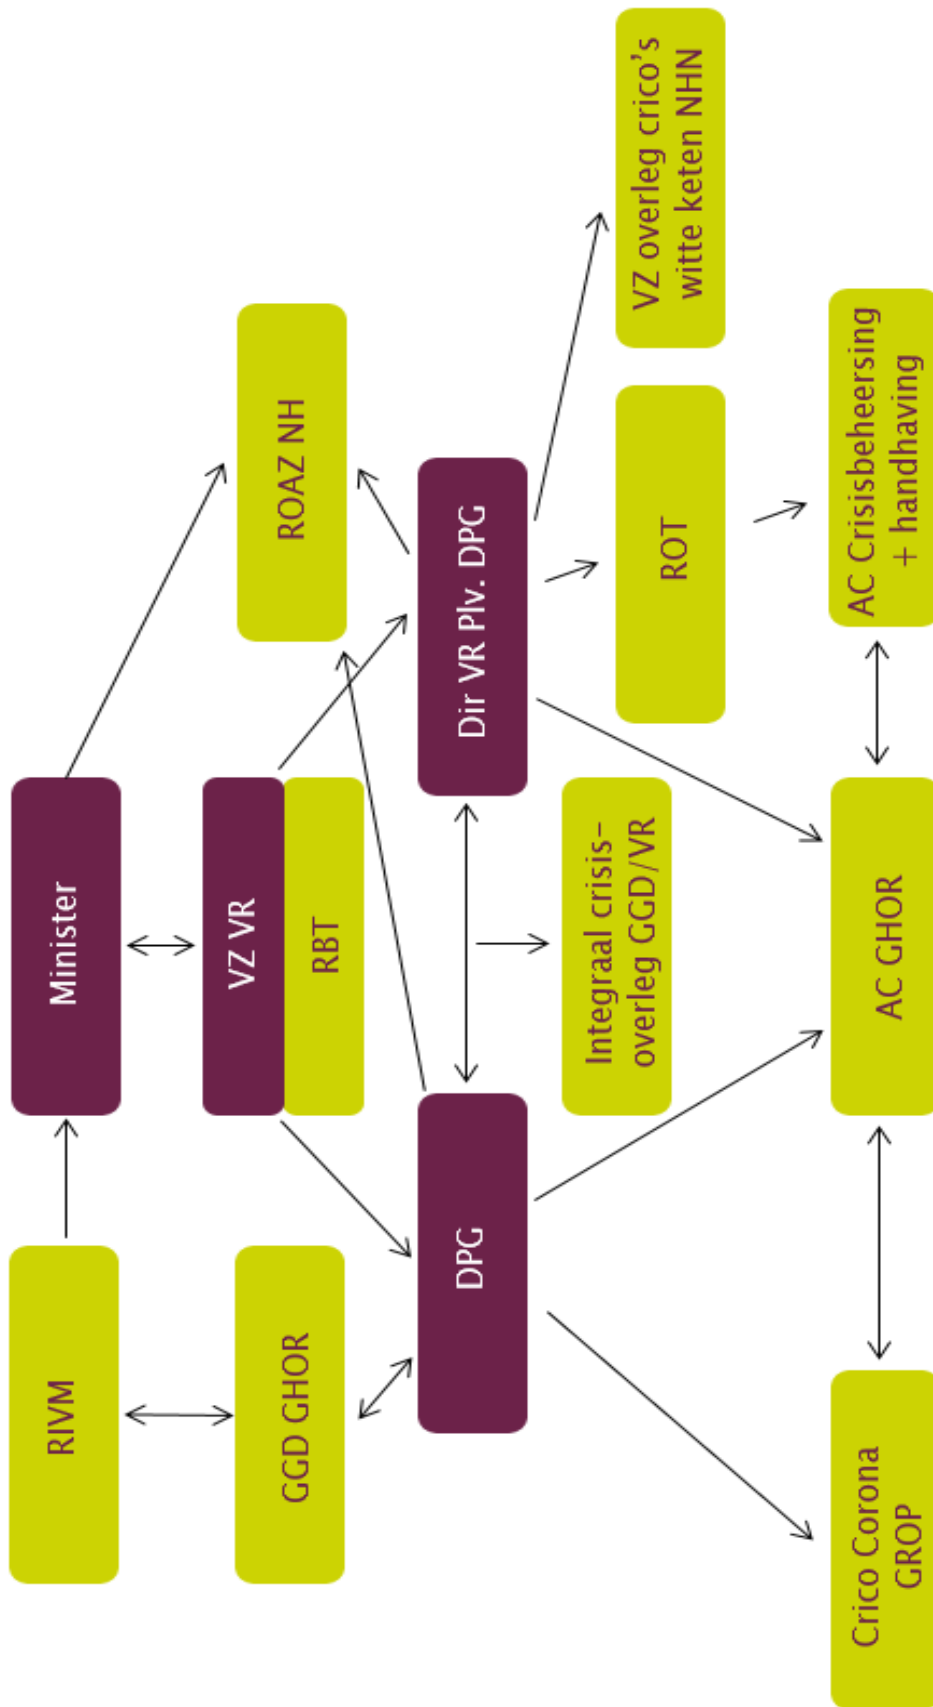 RIVM
Minister
GGD GHOR
VZ VR
RBT
ROAZ NH
DPG
Dir VR Plv. DPG
Integraal crisis-
overleg GGD/VR
ROT
VZ overleg crico's
witte keten NHN
Crico Corona
GROP
AC GHOR
AC Crisisbeheersing
+ handhaving